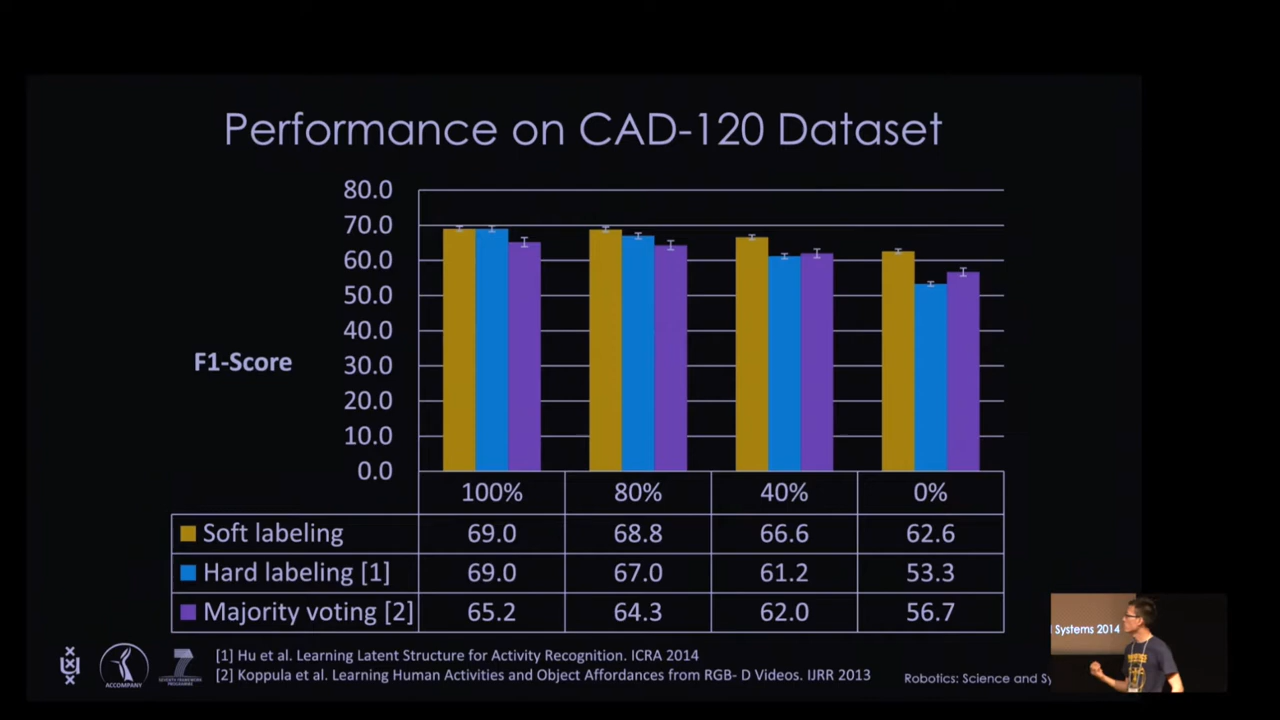 Performance on CAD-120 Dataset
80.0
70.0
60.0
50.0
40.0
30.0
20.0
10.0
0.0
F1-Score
100% 80% 40% 0%
Soft labeling 69.0 68.8 66.6 62.6
Hard labeling [1] 69.0 67.0 61.2 53.3
Majority voting [2] 65.2 64.3 62.0 56.7
[1] Hu et al. Learning Latent Structure for Activity Recognition. ICRA 2014
[2] Koppula et al. Learning Human Activities and Object Affordances from RGB- D Videos. IJRR 2013
ACCOMPANY
SEVENTH FRAMEWORK
PROGRAMME
Robotics: Science and Sy
Systems 2014